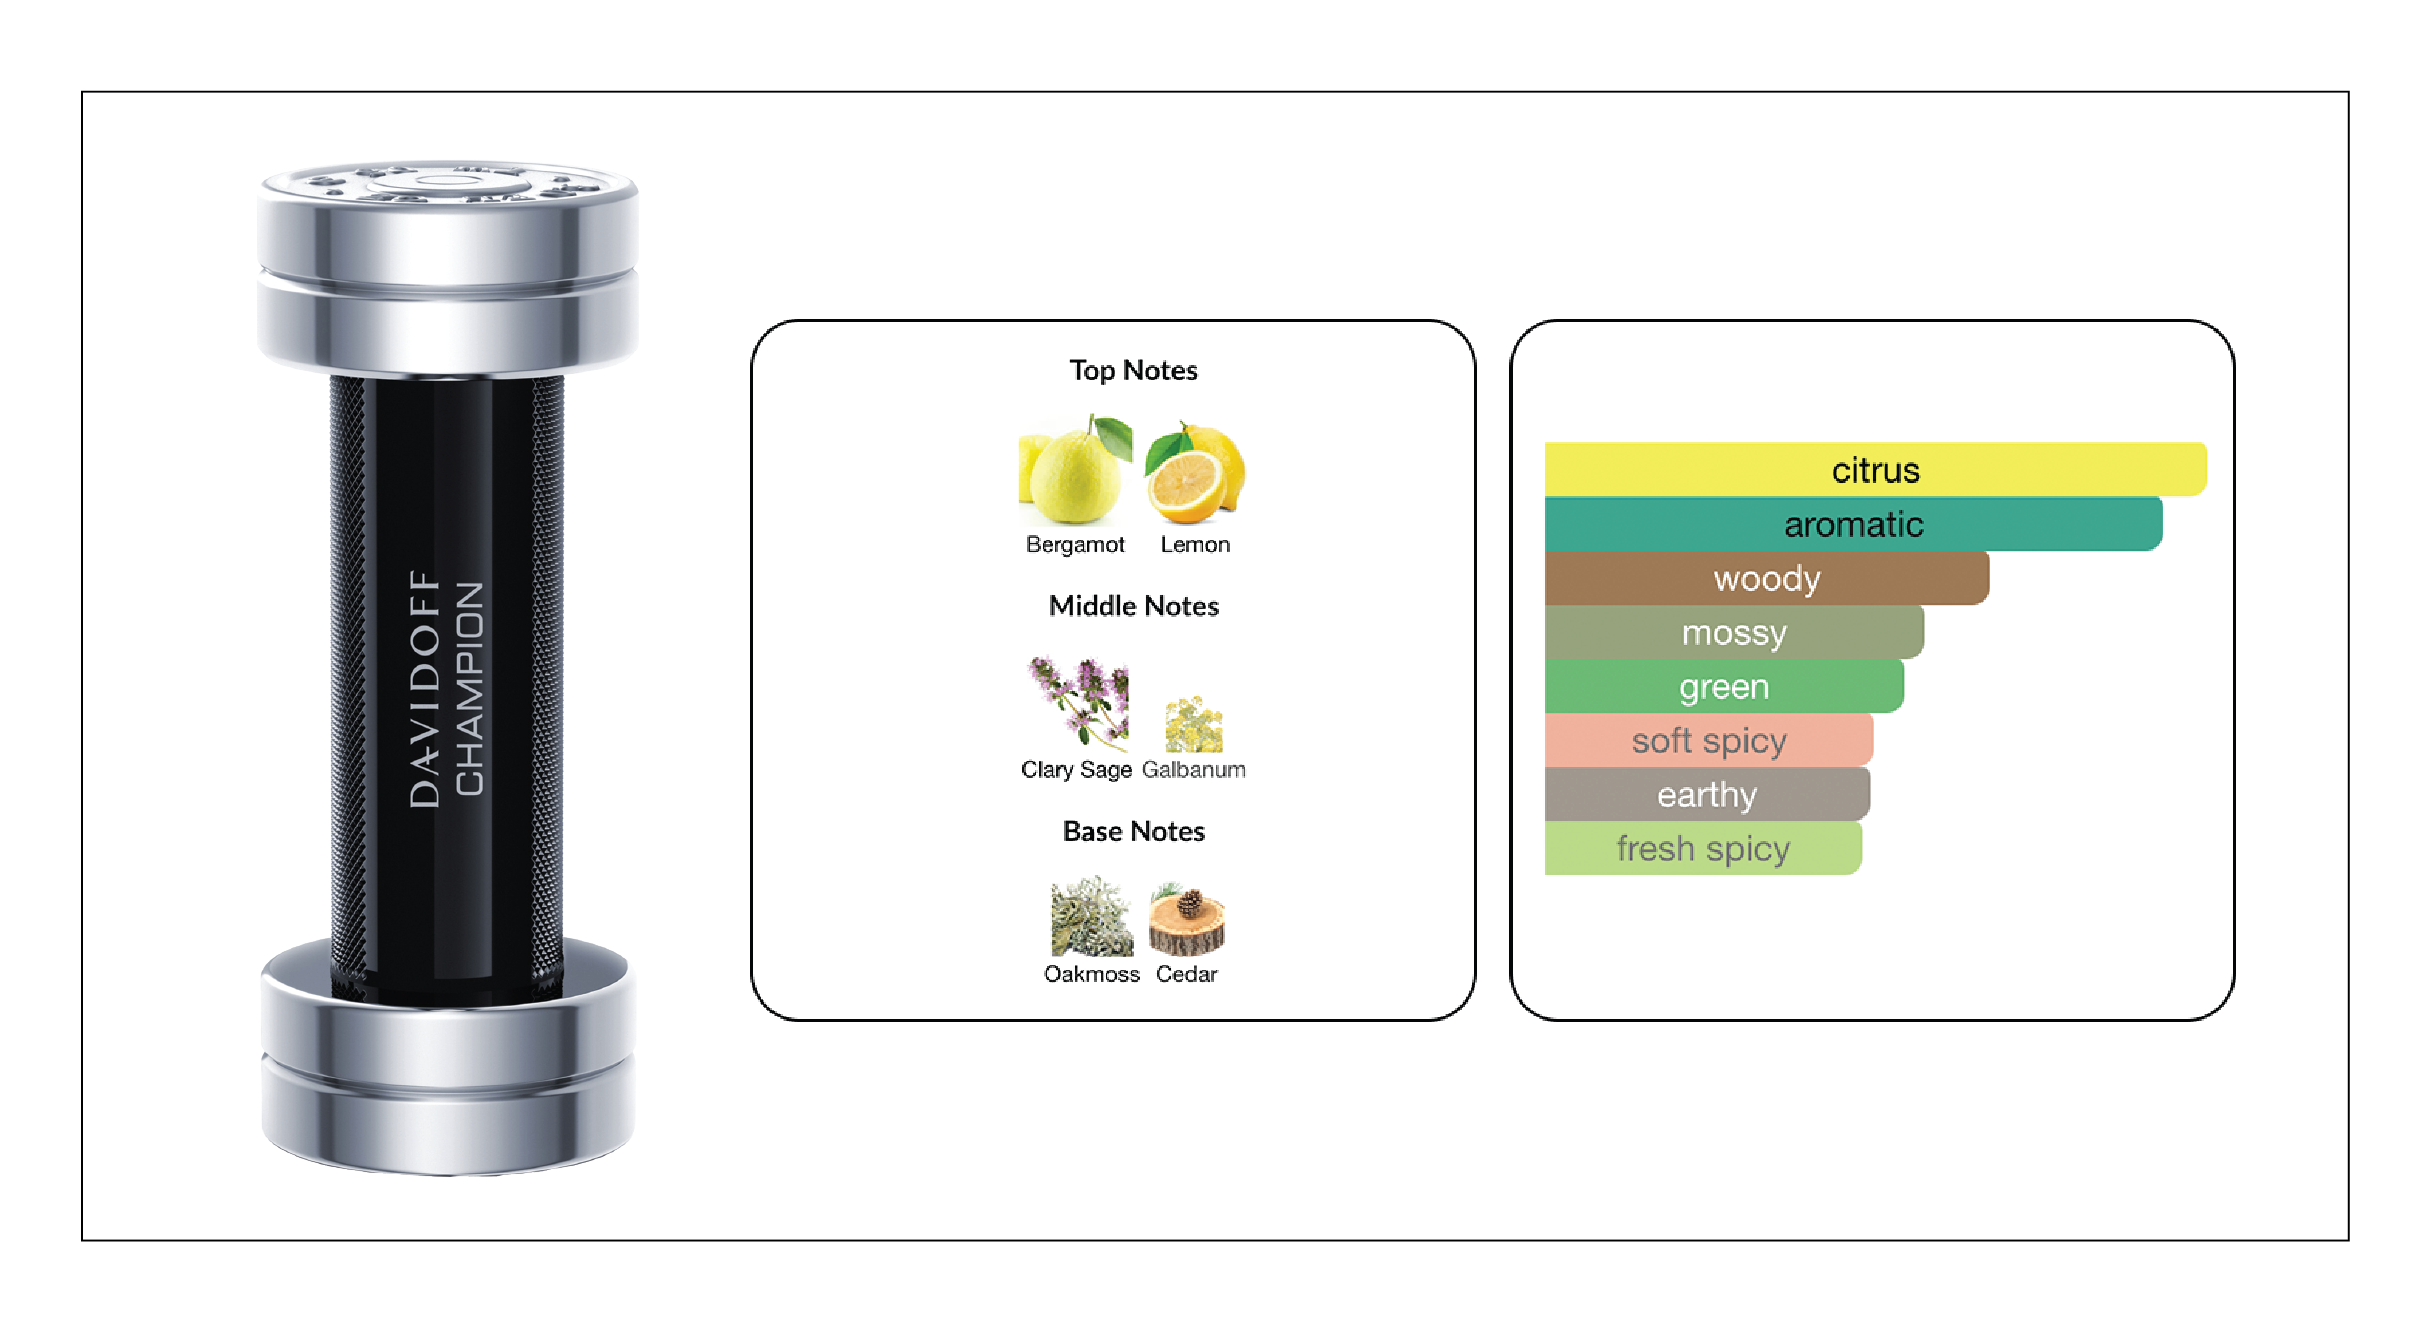 DAVIDOFF
CHAMPION
Top Notes
Bergamot Lemon
Middle Notes
Clary Sage Galbanum
Base Notes
Oakmoss Cedar
citrus
aromatic
woody
mossy
green
soft spicy
earthy
fresh spicy